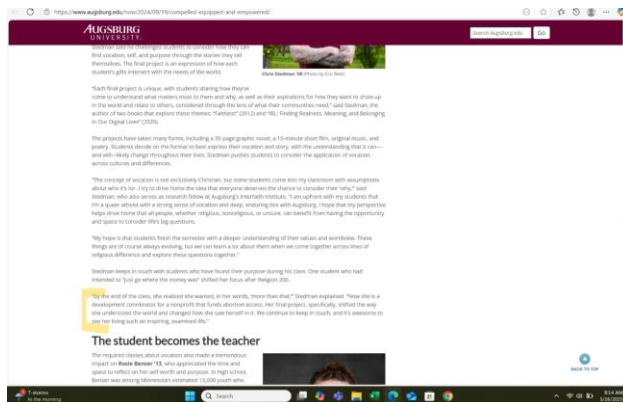 https://www.augsburg.edu/now/2024/09/19/compelled-equipped-and-empowered/
AUGSBURG
UNIVERSITY
Search Augsburg.edu
Go
Stedman said he challenges students to consider how they can
find vocation, self, and purpose through the stories they tell
themselves. The final project is an expression of how each
student's gifts intersect with the needs of the world.
Chris Stedman '08 (Photo by
"Each final project is unique, with students sharing how they've
come to understand what matters most to them and why, as well as their aspirations for how they want to show up
in the world and relate to others, considered through the lens of what their communities need," said Stedman, the
author of two books that explore these themes: "Faitheist" (2012) and "IRL: Finding Realness, Meaning, and Belonging
in Our Digital Lives" (2020).
The projects have taken many forms, including a 35-page graphic novel, a 15-minute short film, original music, and
poetry. Students decide on the format to best express their vocation and story, with the understanding that it can—
and will—likely change throughout their lives. Stedman pushes students to consider the application of vocation
across cultures and differences.
"The concept of vocation is not exclusively Christian, but some students come into my classroom with assumptions
about who it's for. I try to drive home the idea that everyone deserves the chance to consider their 'why,'" said
Stedman, who also serves as research fellow at Augsburg's Interfaith Institute. "I am upfront with my students that
I'm a queer atheist with a strong sense of vocation and deep, enduring ties with Augsburg. I hope that my perspective
helps drive home that all people, whether religious, nonreligious, or unsure, can benefit from having the opportunity
and space to consider life's big questions.
"My hope is that students finish the semester with a deeper understanding of their values and worldview. These
things are of course always evolving, but we can learn a lot about them when we come together across lines of
religious difference and explore these questions together."
Stedman keeps in touch with students who have found their purpose during his class. One student who had
intended to "just go where the money was" shifted her focus after Religion 200.
"By the end of the class, she realized she wanted, in her words, 'more than that,'" Stedman explained. "Now she is a
development coordinator for a nonprofit that funds abortion access. Her final project, specifically, shifted the way
she understood the world and changed how she saw herself in it. We continue to keep in touch, and it's awesome to
see her living such an inspiring, examined life."
The student becomes the teacher
The required classes about vocation also made a tremendous
impact on Rosie Benser '13, who appreciated the time and
space to reflect on her self worth and purpose. In high school,
Benser was among Minnesota's estimated 13,000 youth who
BACK TO TOP
T-storms
In the morning
Search
8:14 AM